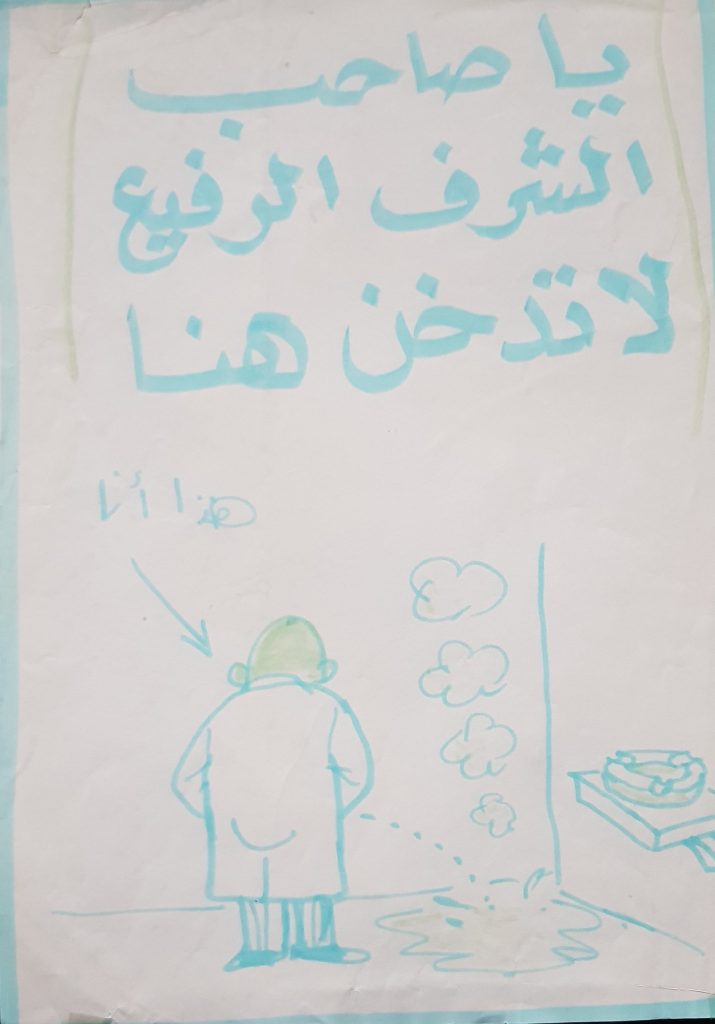 يا صاحب
الشرف الرفيع
لا تدخن هنا
هذا أنا